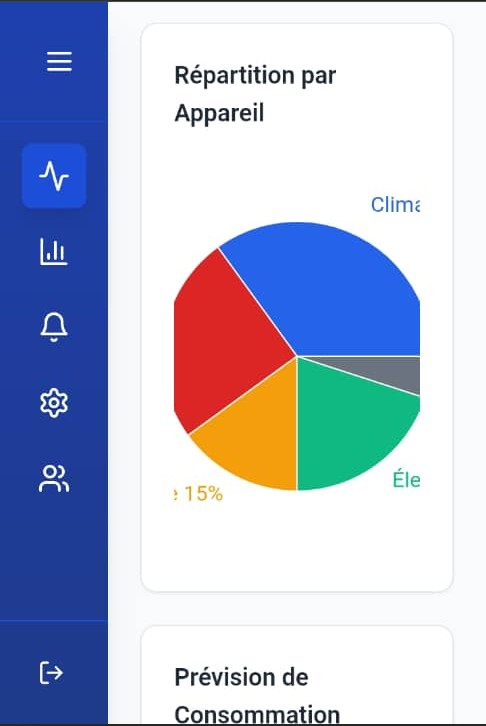 Répartition par
Appareil
Clima
Éle
15%
Prévision de
Consommation